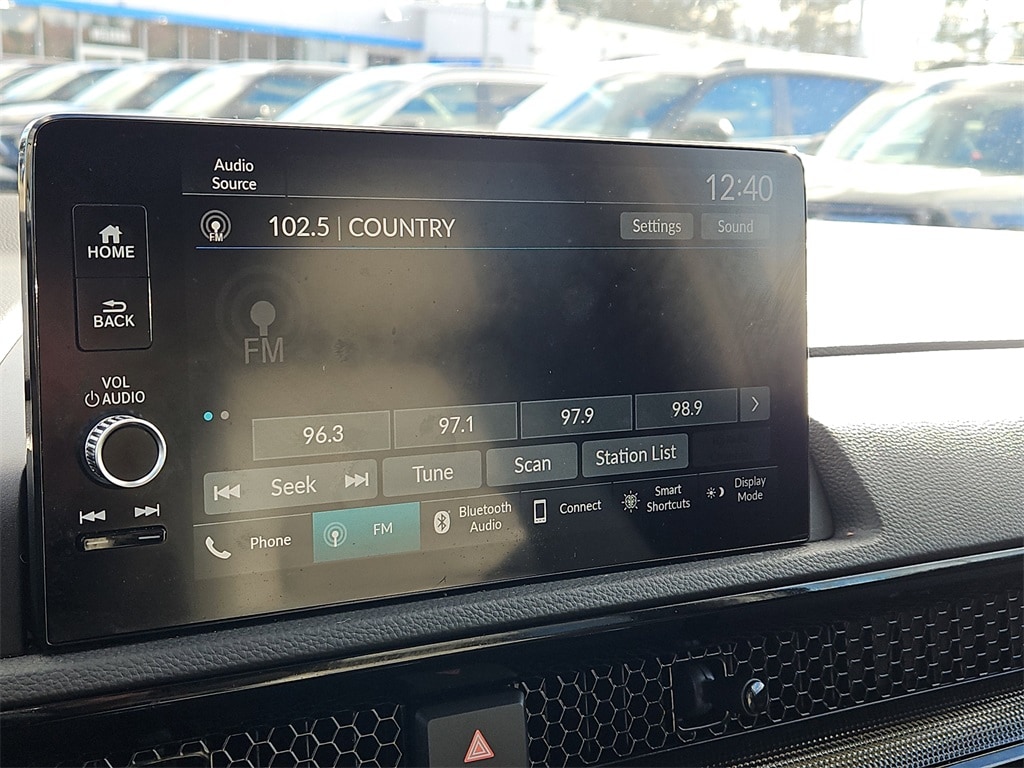 Audio
Source
12:40
FM
102.5 | COUNTRY
Settings
Sound
HOME
BACK
FM
VOL
AUDIO
96.3
97.1
97.9
98.9
Seek
Tune
Scan
Station List
Phone
FM
Bluetooth
Audio
Connect
Smart
Shortcuts
Display
Mode